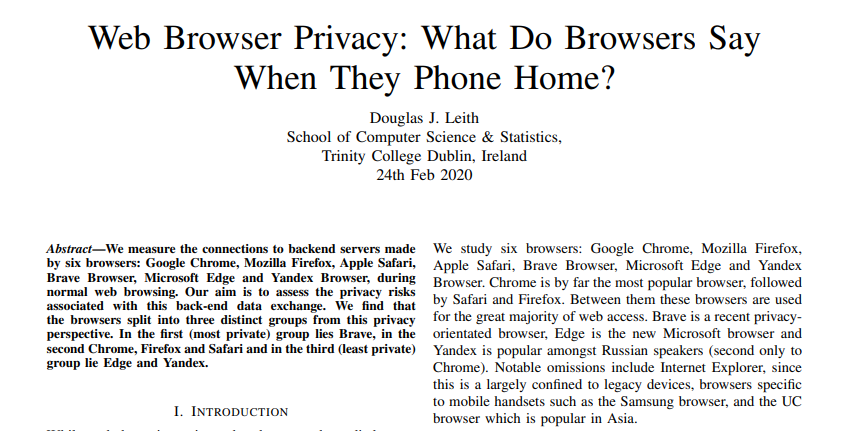 Web Browser Privacy: What Do Browsers Say
When They Phone Home?
Douglas J. Leith
School of Computer Science & Statistics,
Trinity College Dublin, Ireland
24th Feb 2020
Abstract—We measure the connections to backend servers made
by six browsers: Google Chrome, Mozilla Firefox, Apple Safari,
Brave Browser, Microsoft Edge and Yandex Browser, during
normal web browsing. Our aim is to assess the privacy risks
associated with this back-end data exchange. We find that
the browsers split into three distinct groups from this privacy
perspective. In the first (most private) group lies Brave, in the
second Chrome, Firefox and Safari and in the third (least private)
group lie Edge and Yandex.
I. INTRODUCTION
We study six browsers: Google Chrome, Mozilla Firefox,
Apple Safari, Brave Browser, Microsoft Edge and Yandex
Browser. Chrome is by far the most popular browser, followed
by Safari and Firefox. Between them these browsers are used
for the great majority of web access. Brave is a recent privacy-
orientated browser, Edge is the new Microsoft browser and
Yandex is popular amongst Russian speakers (second only to
Chrome). Notable omissions include Internet Explorer, since
this is a largely confined to legacy devices, browsers specific
to mobile handsets such as the Samsung browser, and the UC
browser which is popular in Asia.